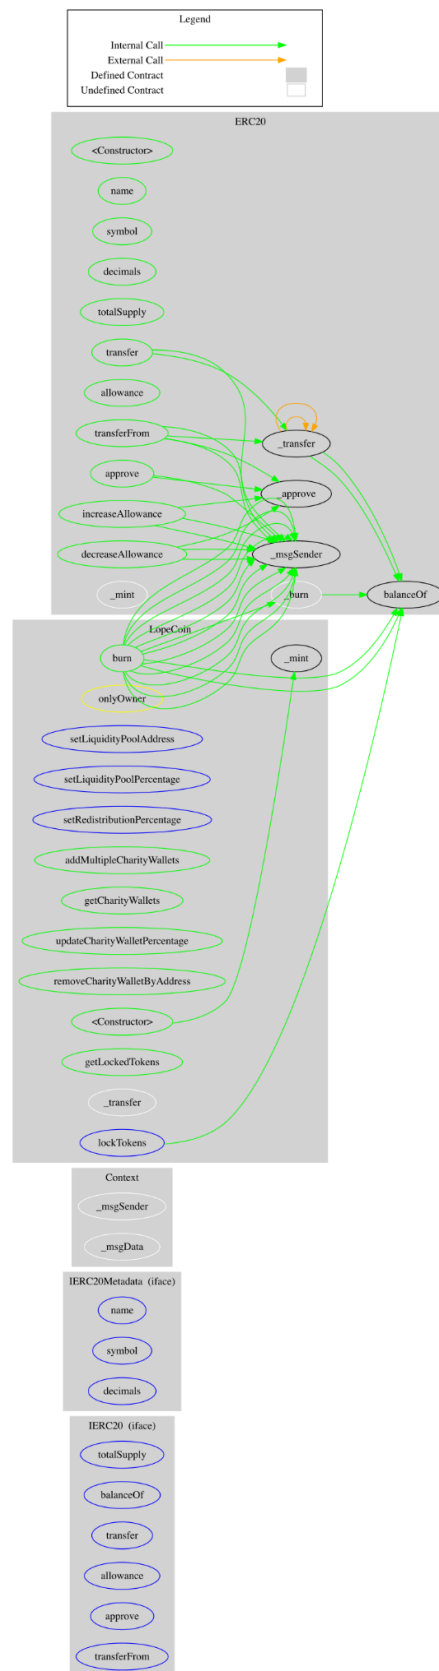 Legend
Internal Call
External Call
Defined Contract
Undefined Contract
ERC20
<Constructor>
name
symbol
decimals
totalSupply
transfer
allowance
transferFrom
_transfer
approve
_approve
increaseAllowance
decreaseAllowance
_msgSender
_mint
_burn
balanceOf
LopeCoin
burn
_mint
onlyOwner
setLiquidityPoolAddress
setLiquidityPoolPercentage
setRedistributionPercentage
addMultipleCharityWallets
getCharityWallets
updateCharityWalletPercentage
removeCharityWalletByAddress
<Constructor>
getLockedTokens
_transfer
lockTokens
Context
_msgSender
_msgData
IERC20Metadata (iface)
name
symbol
decimals
IERC20 (iface)
totalSupply
balanceOf
transfer
allowance
approve
transferFrom